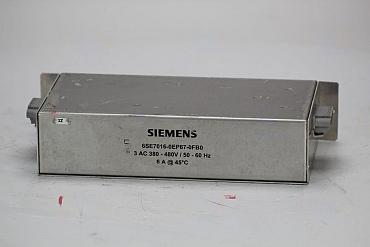 SIEMENS
6SE7016-0EP87-0FB0
3 AC 380 - 480V / 50 - 60 Hz
6 A @ 45°C